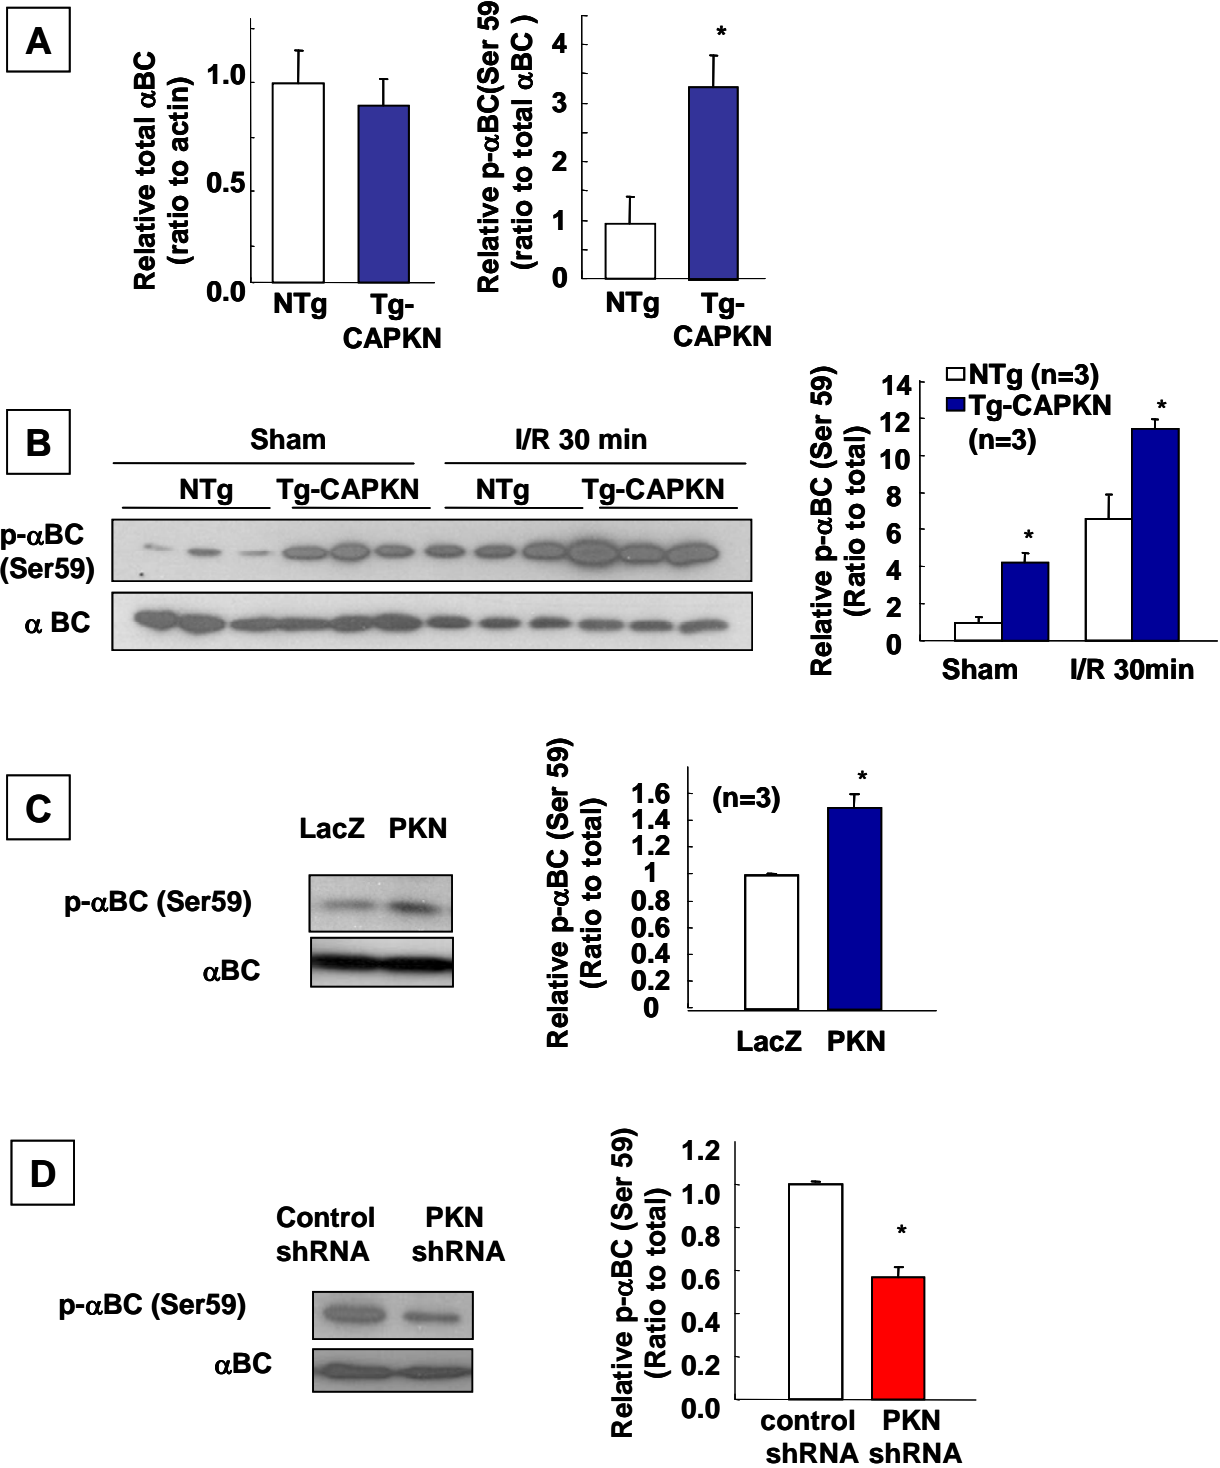 A
Relative total αBC
(ratio to actin)
1.0
0.5
0.0
NTg
Tg-
CAPKN
Relative p-αBC(Ser 59
(ratio to total αBC )
4
3
2
1
0
*
NTg
Tg-
CAPKN
B
Sham
I/R 30 min
NTg
Tg-CAPKN
NTg
Tg-CAPKN
p-αBC
(Ser59)
α BC
Relative p-αBC (Ser 59)
(Ratio to total)
14
12
10
8
6
4
2
0
NTg (n=3)
Tg-CAPKN
(n=3)
*
*
Sham
I/R 30min
C
LacZ PKN
p-αBC (Ser59)
αBC
Relative p-αBC (Ser 59)
(Ratio to total)
1.6
1.4
1.2
1
0.8
0.6
0.4
0.2
0
(n=3)
*
LacZ PKN
D
Control
shRNA
PKN
shRNA
p-αBC (Ser59)
αBC
Relative p-αBC (Ser 59)
(Ratio to total)
1.2
1.0
0.8
0.6
0.4
0.2
0.0
*
control
shRNA
PKN
shRNA